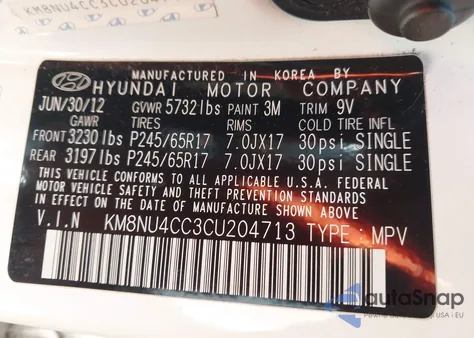 KM8NU4CC3CU204
MANUFACTURED IN KOREA BY
HYUNDAI MOTOR COMPANY
JUN/30/12 GVWR 5732lbs PAINT 3M TRIM 9V
GAWR TIRES RIMS COLD TIRE INFL
FRONT 3230lbs P245/65R17 7.0JX17 30psi SINGLE
REAR 3197lbs P245/65R17 7.0JX17 30psi SINGLE
THIS VEHICLE CONFORMS TO ALL APPLICABLE U.S.A. FEDERAL
MOTOR VEHICLE SAFETY AND THEFT PREVENTION STANDARDS
IN EFFECT ON THE DATE OF MANUFACTURE SHOWN ABOVE
V.I.N KM8NU4CC3CU204713 TYPE : MPV
autoSnap
USA | EU